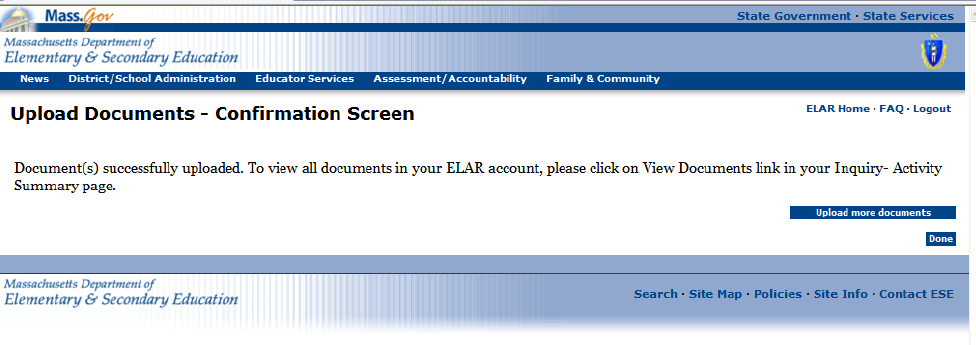 Mass.Gov
State Government · State Services
Massachusetts Department of
Elementary & Secondary Education
News District/School Administration Educator Services Assessment/Accountability Family & Community
Upload Documents - Confirmation Screen
ELAR Home · FAQ · Logout
Document(s) successfully uploaded. To view all documents in your ELAR account, please click on View Documents link in your Inquiry- Activity
Summary page.
Upload more documents
Done
Massachusetts Department of
Elementary & Secondary Education
Search · Site Map · Policies · Site Info · Contact ESE